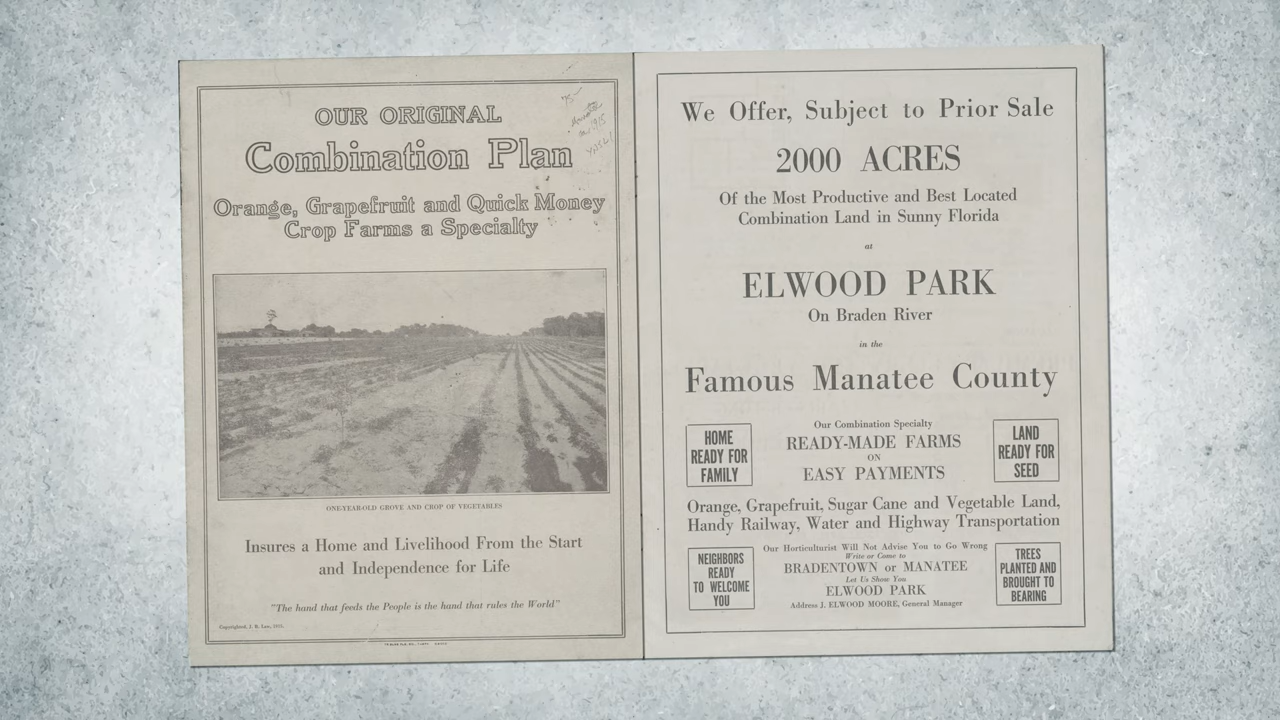 OUR ORIGINAL
Combination Plan
Orange, Grapefruit and Quick Money
Crop Farms a Specialty
ONE-YEAR-OLD GROVE AND CROP OF VEGETABLES
Insures a Home and Livelihood From the Start
and Independence for Life
"The hand that feeds the People is the hand that rules the World"
Copyrighted, J. B. Law, 1915.
We Offer, Subject to Prior Sale
2000 ACRES
Of the Most Productive and Best Located
Combination Land in Sunny Florida
at
ELWOOD PARK
On Braden River
in the
Famous Manatee County
HOME
READY FOR
FAMILY
Our Combination Specialty
READY-MADE FARMS
ON
EASY PAYMENTS
LAND
READY FOR
SEED
Orange, Grapefruit, Sugar Cane and Vegetable Land,
Handy Railway, Water and Highway Transportation
NEIGHBORS
READY
TO WELCOME
YOU
Our Horticulturist Will Not Advise You to Go Wrong
Write or Come to
BRADENTOWN or MANATEE
Let Us Show You
ELWOOD PARK
Address J. ELWOOD MOORE, General Manager
TREES
PLANTED AND
BROUGHT TO
BEARING